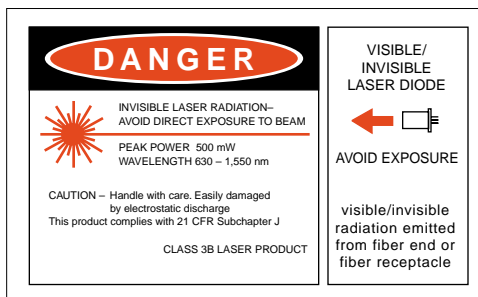 DANGER
INVISIBLE LASER RADIATION–
AVOID DIRECT EXPOSURE TO BEAM
PEAK POWER 500 mW
WAVELENGTH 630 – 1,550 nm
CAUTION – Handle with care. Easily damaged
by electrostatic discharge
This product complies with 21 CFR Subchapter J
CLASS 3B LASER PRODUCT
VISIBLE/
INVISIBLE
LASER DIODE
AVOID EXPOSURE
visible/invisible
radiation emitted
from fiber end or
fiber receptacle